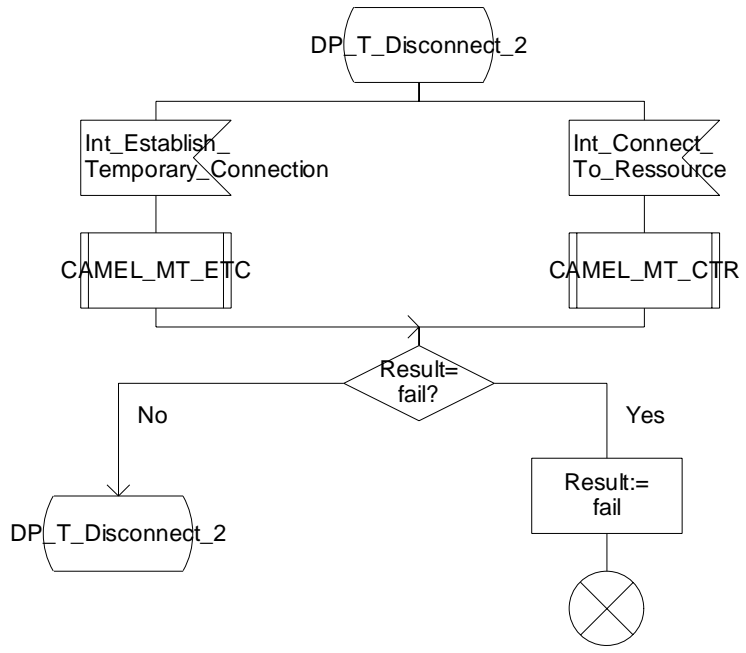 DP_T_Disconnect_2
Int_Establish_
Temporary_Connection
Int_Connect_
To_Ressource
CAMEL_MT_ETC
CAMEL_MT_CTR
Result=
fail?
No
Yes
Result:=
fail
DP_T_Disconnect_2